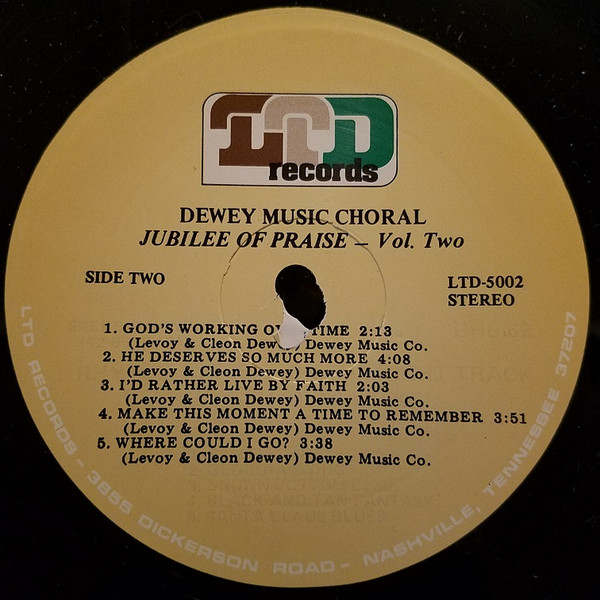 LTD
records
DEWEY MUSIC CHORAL
JUBILEE OF PRAISE – Vol. Two
SIDE TWO
LTD-5002
STEREO
1. GOD'S WORKING TIME 2:13
(Levoy & Cleon Dewey) Dewey Music Co.
2. HE DESERVES SO MUCH MORE 4:08
(Levoy & Cleon Dewey) Dewey Music Co.
3. I'D RATHER LIVE BY FAITH 2:03
(Levoy & Cleon Dewey) Dewey Music Co.
4. MAKE THIS MOMENT A TIME TO REMEMBER 3:51
(Levoy & Cleon Dewey) Dewey Music Co.
5. WHERE COULD I GO? 3:38
(Levoy & Cleon Dewey) Dewey Music Co.
LTD RECORDS - 3655 DICKERSON ROAD - NASHVILLE, TENNESSEE 37207